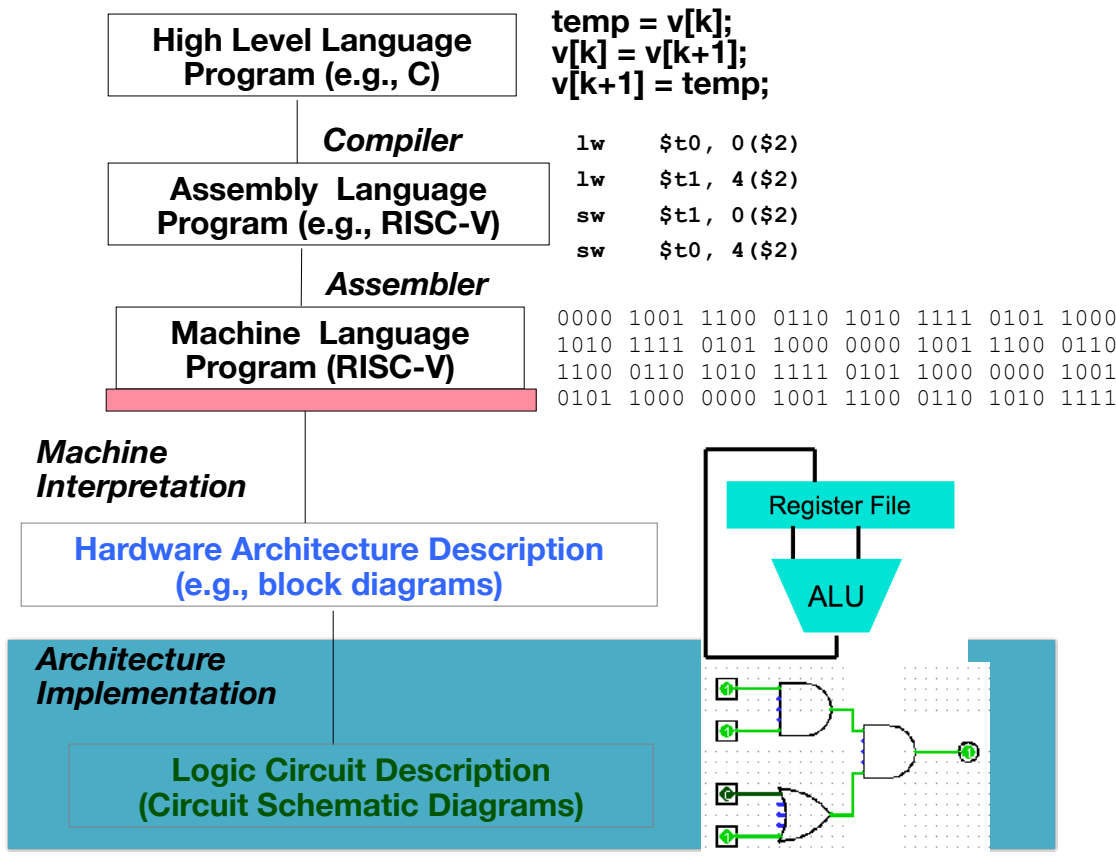 High Level Language
Program (e.g., C)
temp = v[k];
v[k] = v[k+1];
v[k+1] = temp;
Compiler
Assembly Language
Program (e.g., RISC-V)
lw $t0, 0($2)
lw $t1, 4($2)
sw $t1, 0($2)
sw $t0, 4($2)
Assembler
Machine Language
Program (RISC-V)
0000 1001 1100 0110 1010 1111 0101 1000
1010 1111 0101 1000 0000 1001 1100 0110
1100 0110 1010 1111 0101 1000 0000 1001
0101 1000 0000 1001 1100 0110 1010 1111
Machine
Interpretation
Hardware Architecture Description
(e.g., block diagrams)
Register File
ALU
Architecture
Implementation
Logic Circuit Description
(Circuit Schematic Diagrams)
1
1
1
1